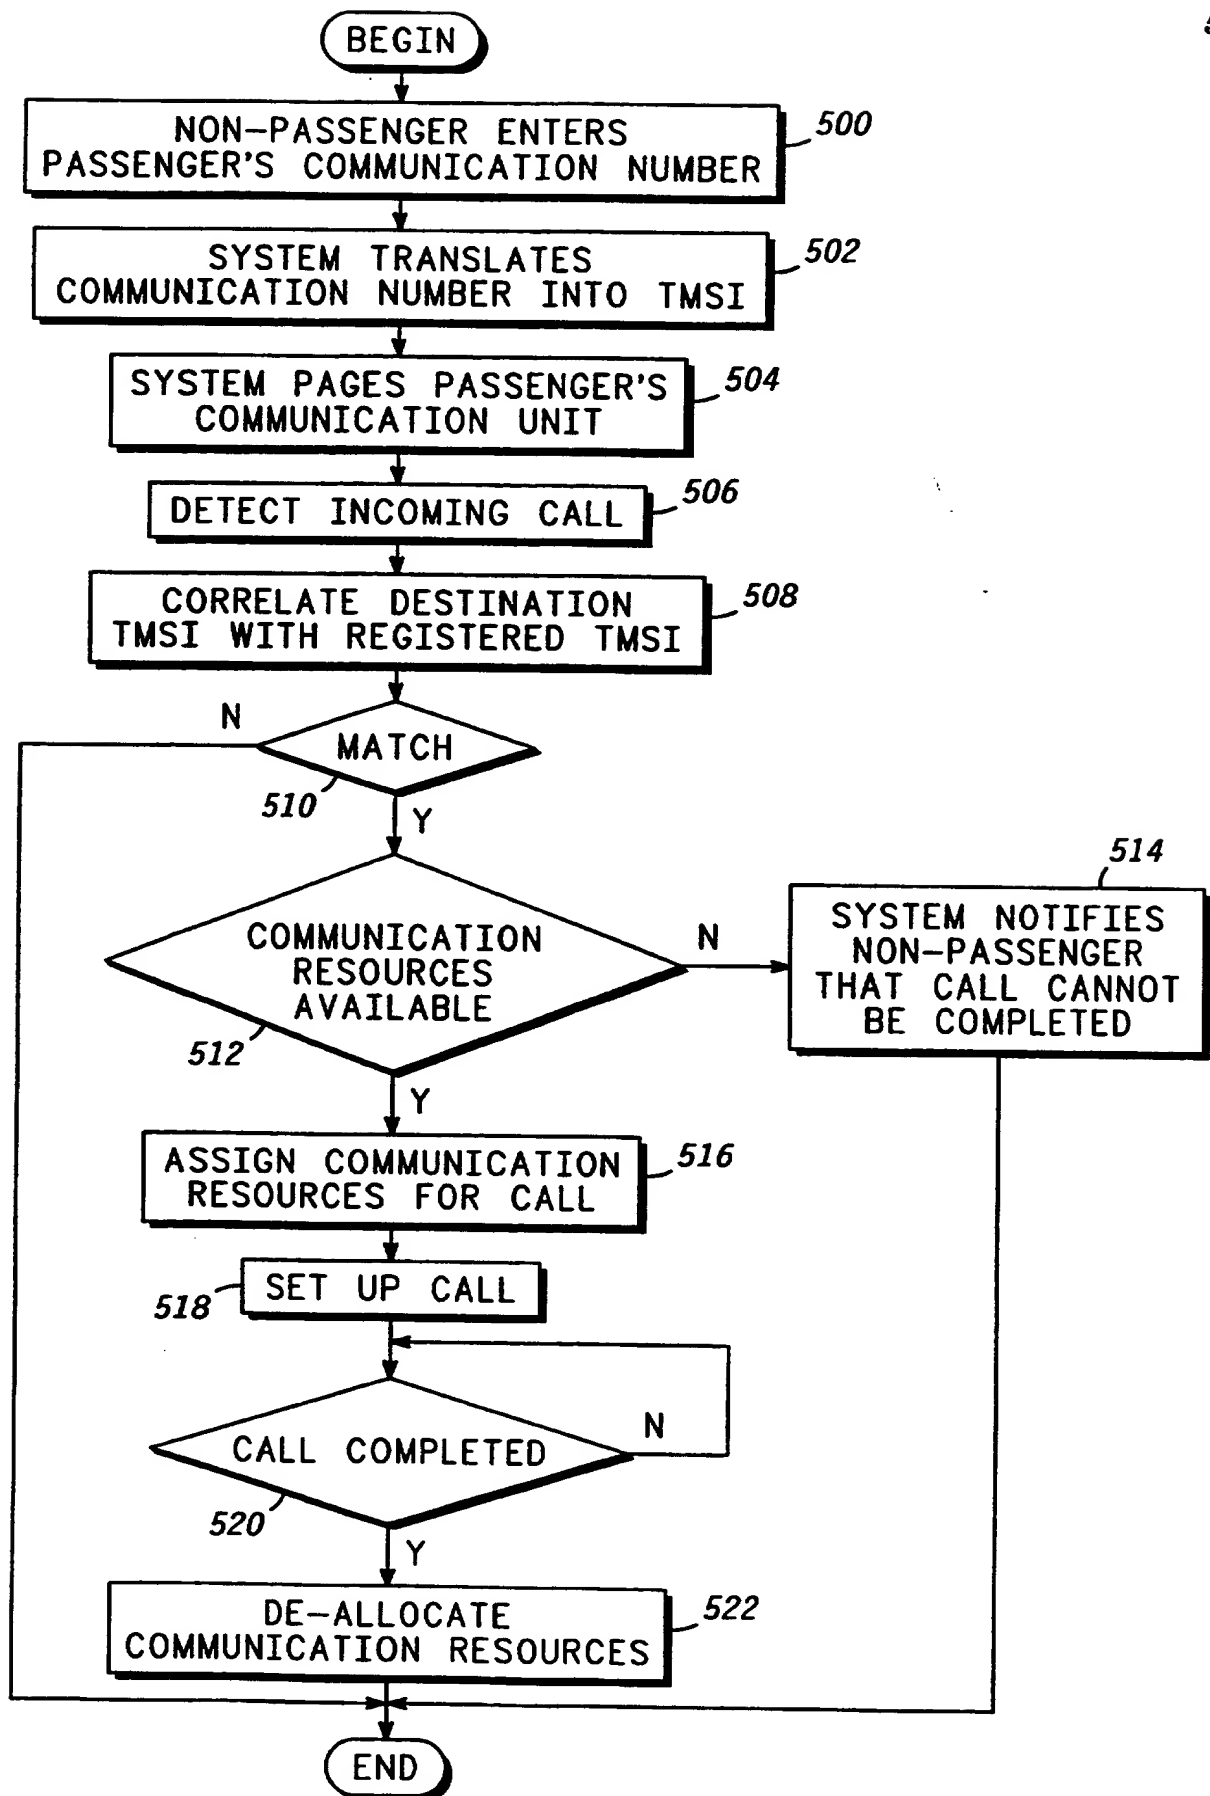 BEGIN
NON-PASSENGER ENTERS
PASSENGER'S COMMUNICATION NUMBER
500
SYSTEM TRANSLATES
COMMUNICATION NUMBER INTO TMSI
502
SYSTEM PAGES PASSENGER'S
COMMUNICATION UNIT
504
DETECT INCOMING CALL
506
CORRELATE DESTINATION
TMSI WITH REGISTERED TMSI
508
N
MATCH
510
Y
COMMUNICATION
RESOURCES
AVAILABLE
512
N
514
SYSTEM NOTIFIES
NON-PASSENGER
THAT CALL CANNOT
BE COMPLETED
Y
ASSIGN COMMUNICATION
RESOURCES FOR CALL
516
SET UP CALL
518
CALL COMPLETED
N
520
Y
DE-ALLOCATE
COMMUNICATION RESOURCES
522
END